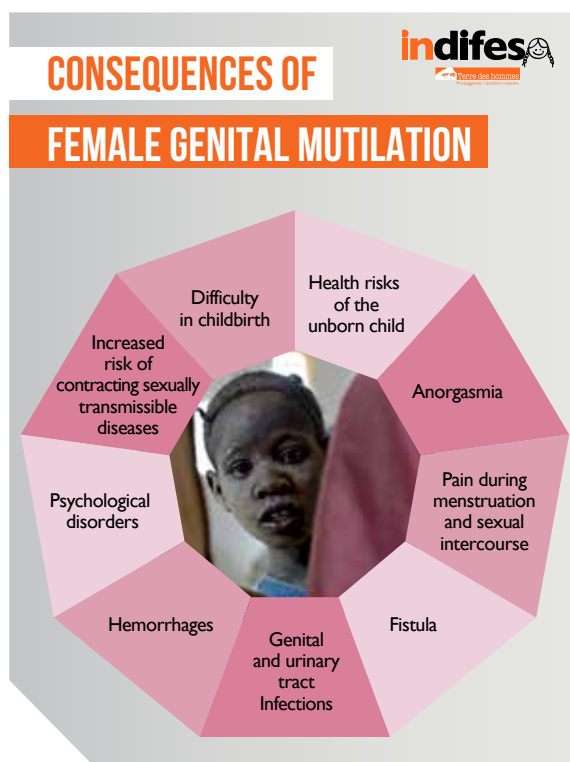 indifesa
Terre des hommes
CONSEQUENCES OF
FEMALE GENITAL MUTILATION
Health risks
of the
unborn child
Anorgasmia
Pain during
menstruation
and sexual
intercourse
Fistula
Genital
and urinary
tract
Infections
Hemorrhages
Psychological
disorders
Increased
risk of
contracting sexually
transmissible
diseases
Difficulty
in childbirth